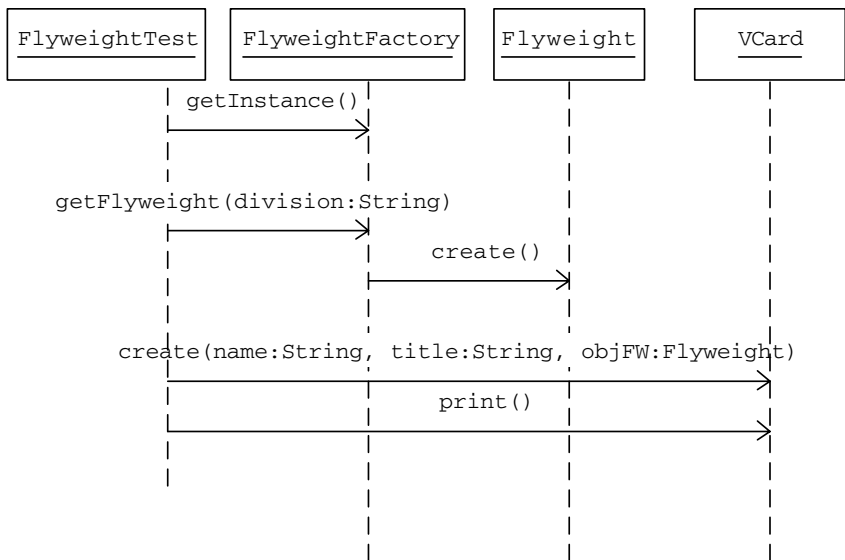 FlyweightTest FlyweightFactory Flyweight VCard
getInstance()
getFlyweight(division:String)
create()
create(name:String, title:String, objFW:Flyweight)
print()